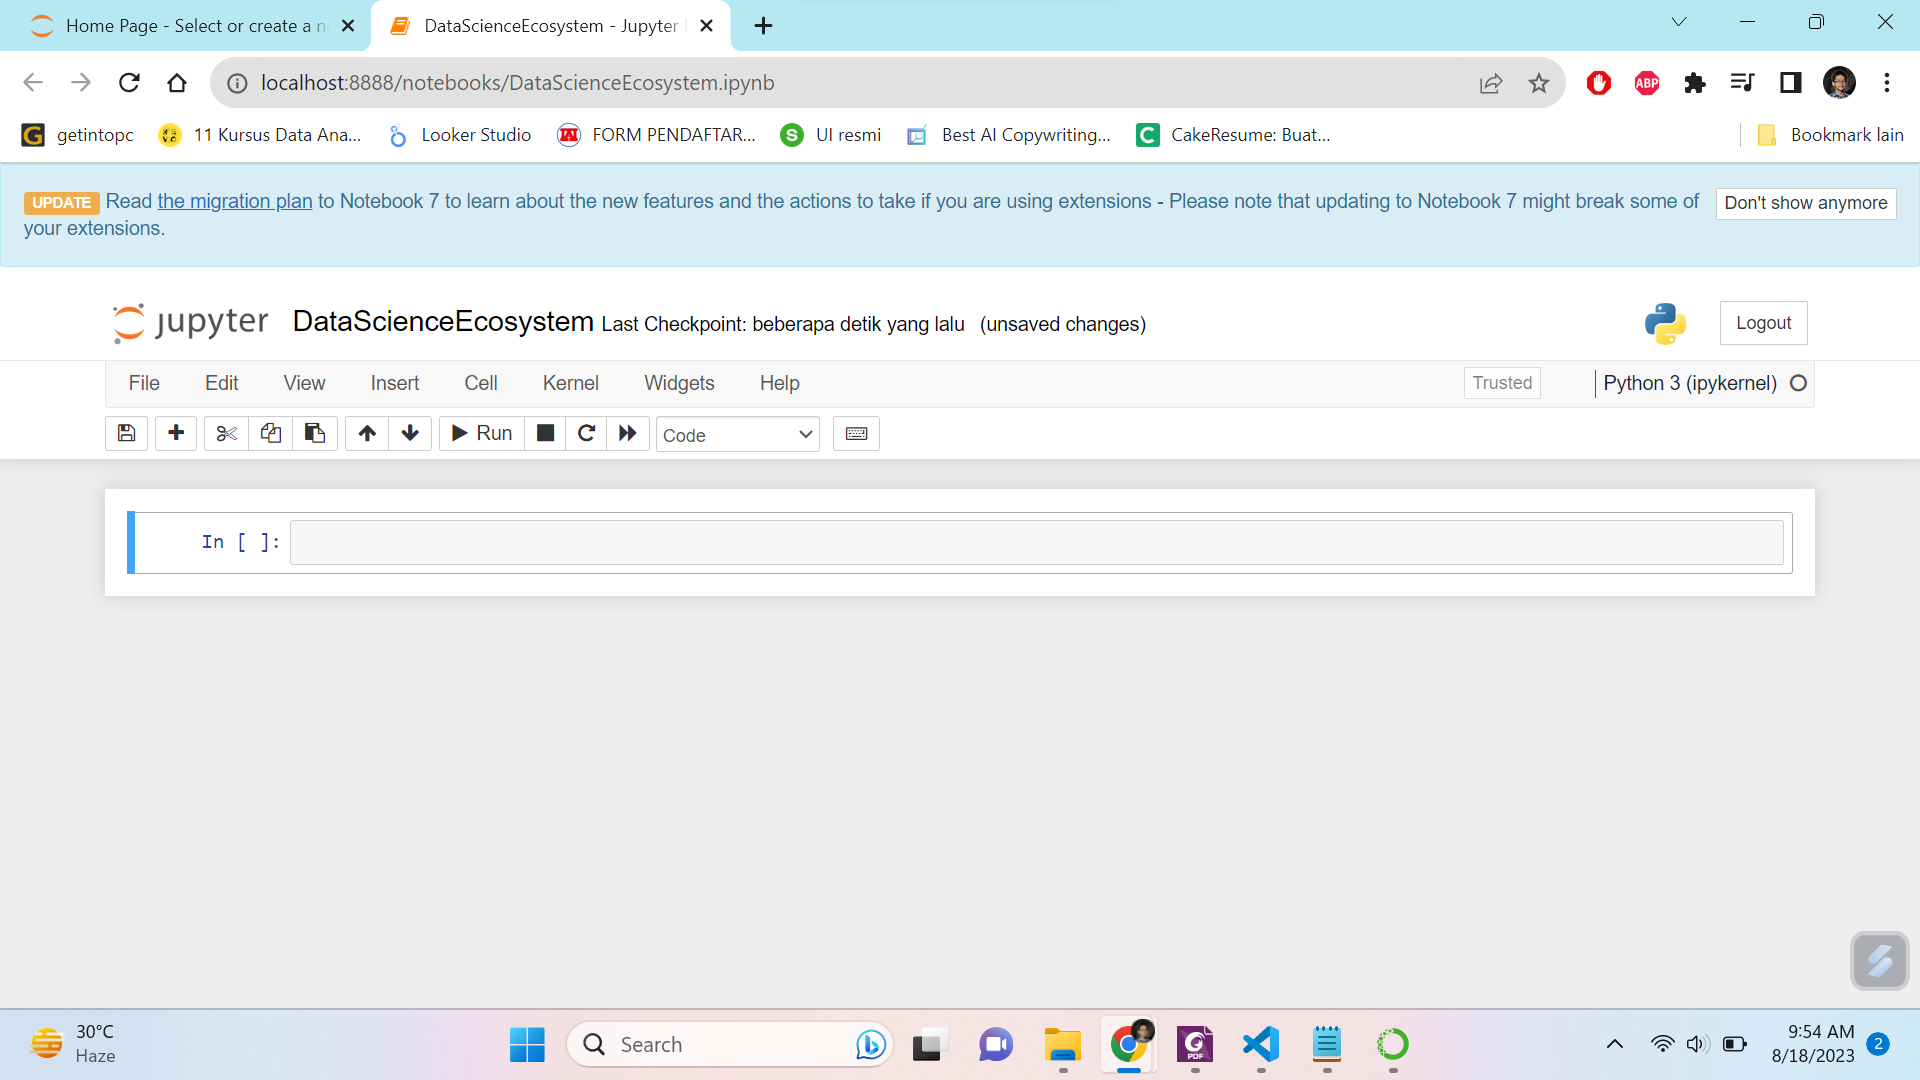 Home Page - Select or create a n
DataScienceEcosystem - Jupyter
localhost:8888/notebooks/DataScienceEcosystem.ipynb
ABP
getintopc
11 Kursus Data Ana...
Looker Studio
FORM PENDAFTAR...
UI resmi
Best AI Copywriting...
CakeResume: Buat...
Bookmark lain
UPDATE Read the migration plan to Notebook 7 to learn about the new features and the actions to take if you are using extensions - Please note that updating to Notebook 7 might break some of
your extensions.
Don't show anymore
jupyter DataScienceEcosystem Last Checkpoint: beberapa detik yang lalu (unsaved changes)
Logout
File Edit View Insert Cell Kernel Widgets Help
Trusted
Python 3 (ipykernel)
Run
Code
In [ ]:
30°C
Haze
Search
PDF
9:54 AM
8/18/2023
2